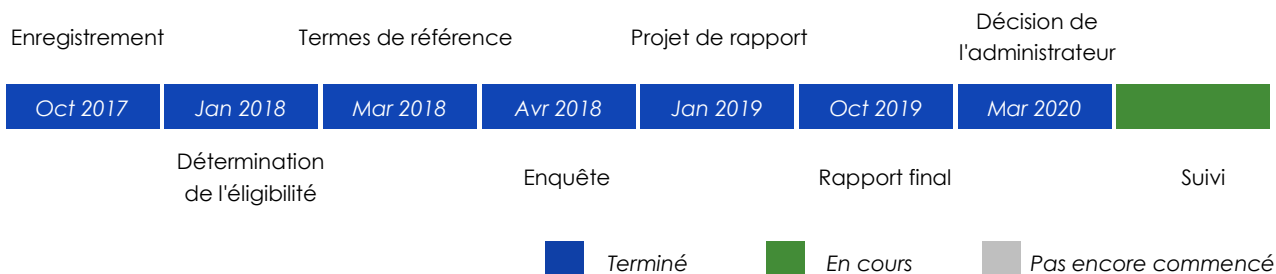 Enregistrement
Termes de référence
Projet de rapport
Décision de
l'administrateur
Oct 2017
Jan 2018
Mar 2018
Avr 2018
Jan 2019
Oct 2019
Mar 2020
Détermination
de l'éligibilité
Enquête
Rapport final
Suivi
Terminé
En cours
Pas encore commencé